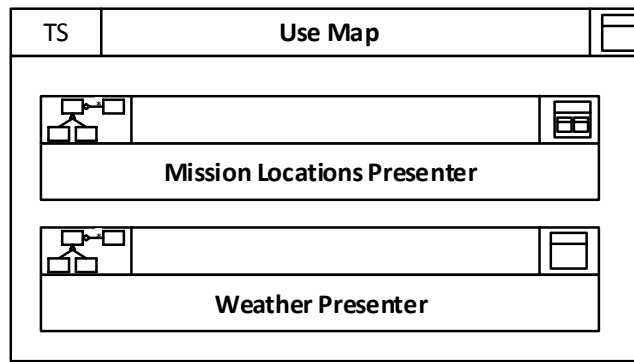 TS
Use Map
Mission Locations Presenter
Weather Presenter